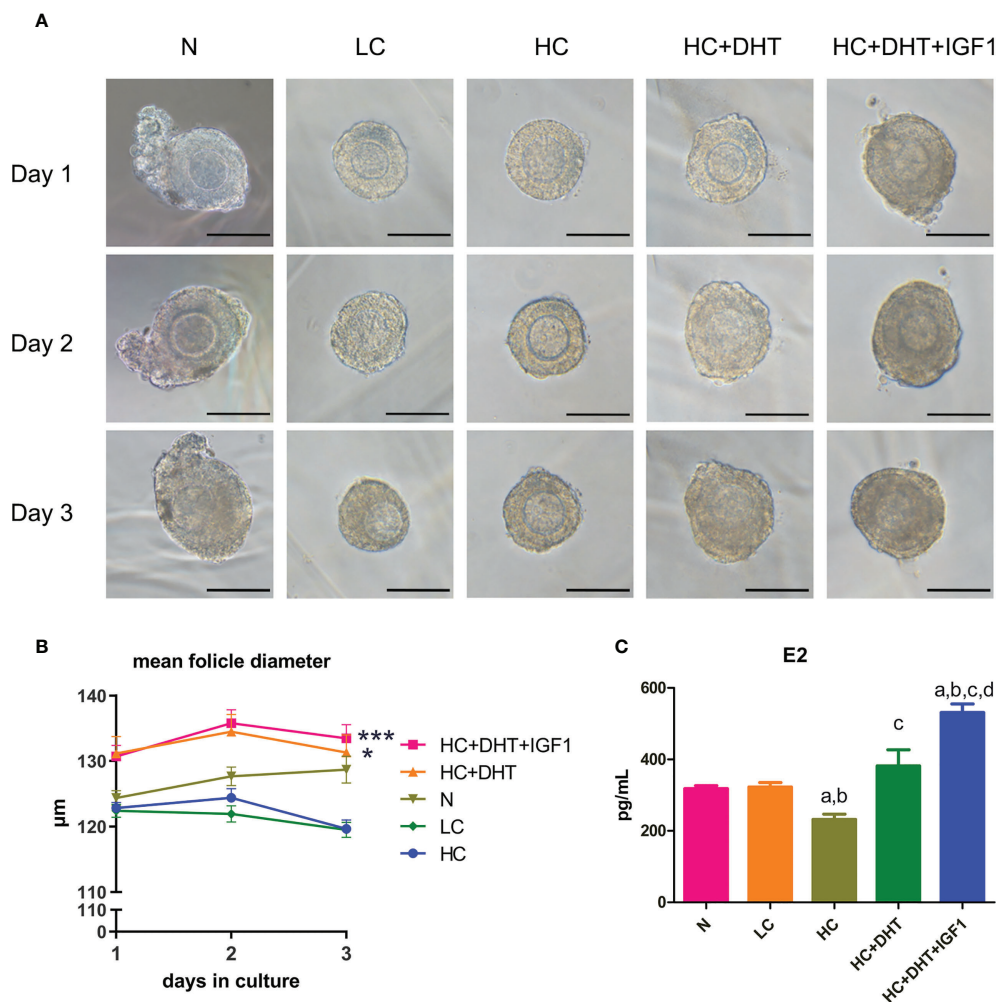 A
N LC HC HC+DHT HC+DHT+IGF1
Day 1
Day 2
Day 3
B
mean follicle diameter
140
130
120
110
110
0
µm
1 2 3
days in culture
***
*
HC+DHT+IGF1
HC+DHT
N
LC
HC
C
E2
600
400
200
0
pg/mL
a,b
c
a,b,c,d
N LC HC HC+DHT HC+DHT+IGF1